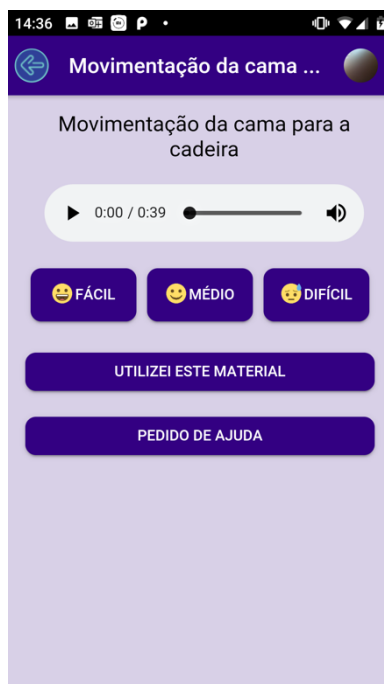 14:36
Movimentação da cama ...
Movimentação da cama para a
cadeira
0:00 / 0:39
FÁCIL
MÉDIO
DIFÍCIL
UTILIZEI ESTE MATERIAL
PEDIDO DE AJUDA